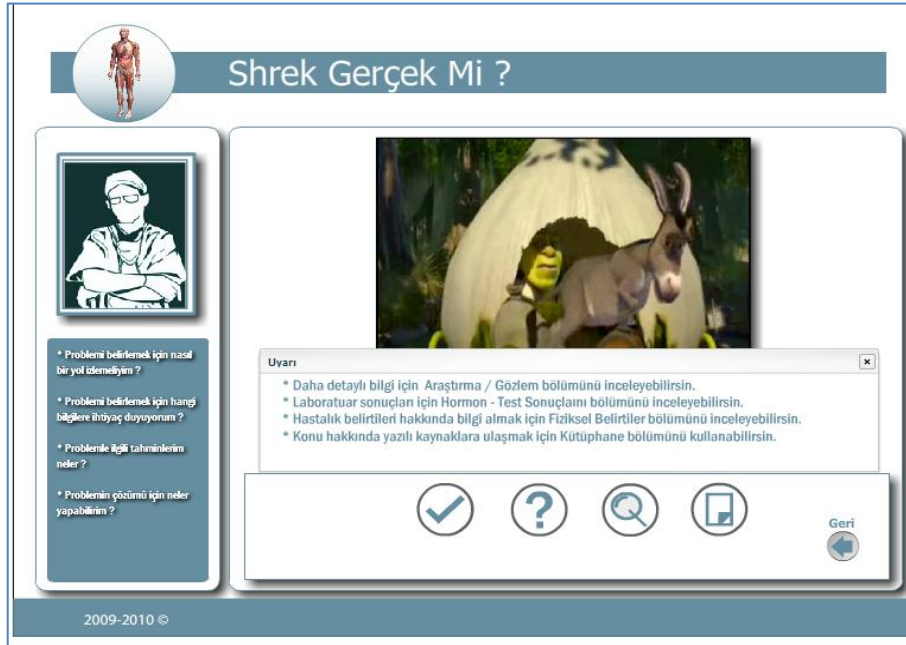 Shrek Gerçek Mi ?
* Problemi belirlemek için nasıl
bir yol izlemeliyim ?
* Problemi belirlemek için hangi
bilgilere ihtiyaç duyuyorum ?
* Problemle ilgili tahminlerim
neler ?
* Problemin çözümü için neler
yapabilirim ?
Uyarı
* Daha detaylı bilgi için Araştırma / Gözlem bölümünü inceleyebilirsin.
* Laboratuar sonuçları için Hormon - Test Sonuçlaını bölümünü inceleyebilirsin.
* Hastalık belirtileri hakkında bilgi almak için Fiziksel Belirtiler bölümünü inceleyebilirsin.
* Konu hakkında yazılı kaynaklara ulaşmak için Kütüphane bölümünü kullanabilirsin.
Geri
2009-2010 ©